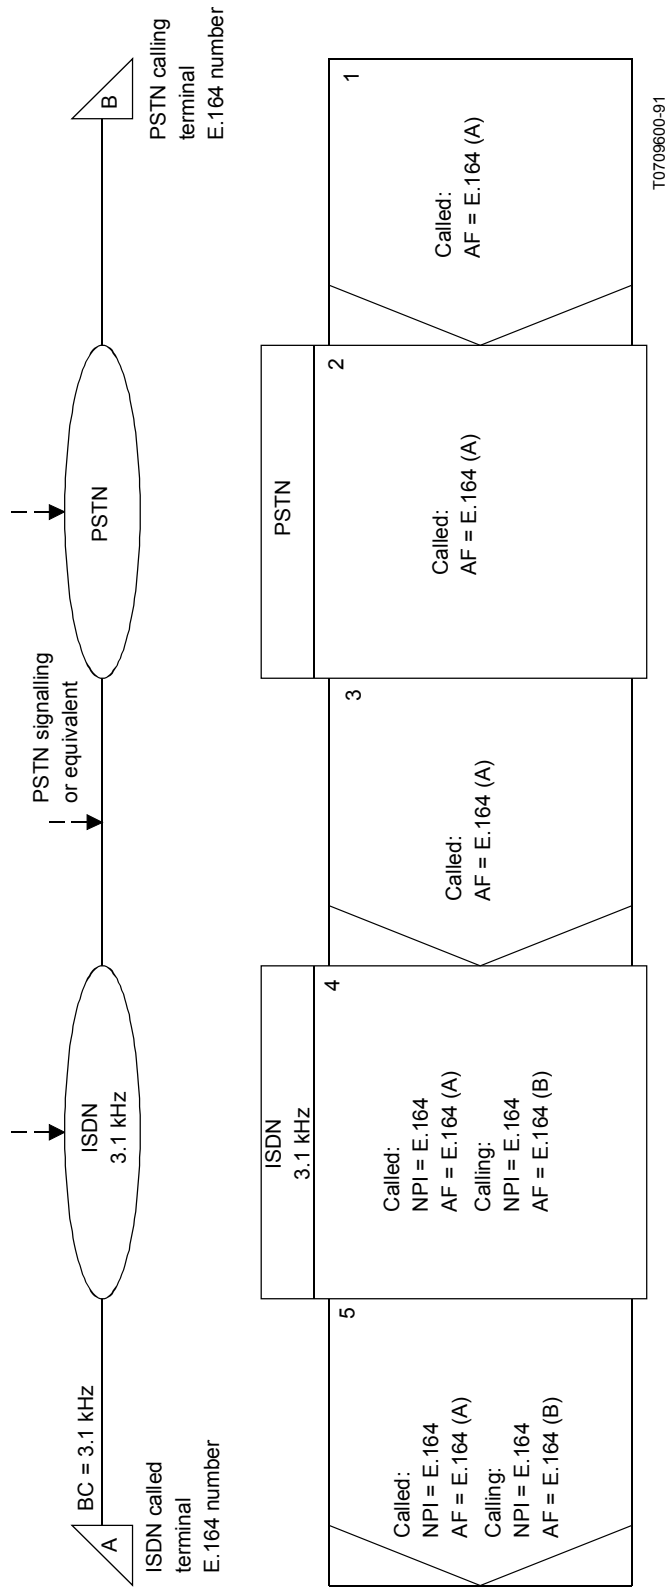 PSTN signalling
or equivalent
BC = 3.1 kHz
A
ISDN
3.1 kHz
PSTN
B
ISDN called
terminal
E.164 number
PSTN calling
terminal
E.164 number
ISDN
3.1 kHz
PSTN
5
Called:
NPI = E.164
AF = E.164 (A)
Calling:
NPI = E.164
AF = E.164 (B)
4
Called:
NPI = E.164
AF = E.164 (A)
Calling:
NPI = E.164
AF = E.164 (B)
3
Called:
AF = E.164 (A)
2
Called:
AF = E.164 (A)
1
Called:
AF = E.164 (A)
T0709600-91